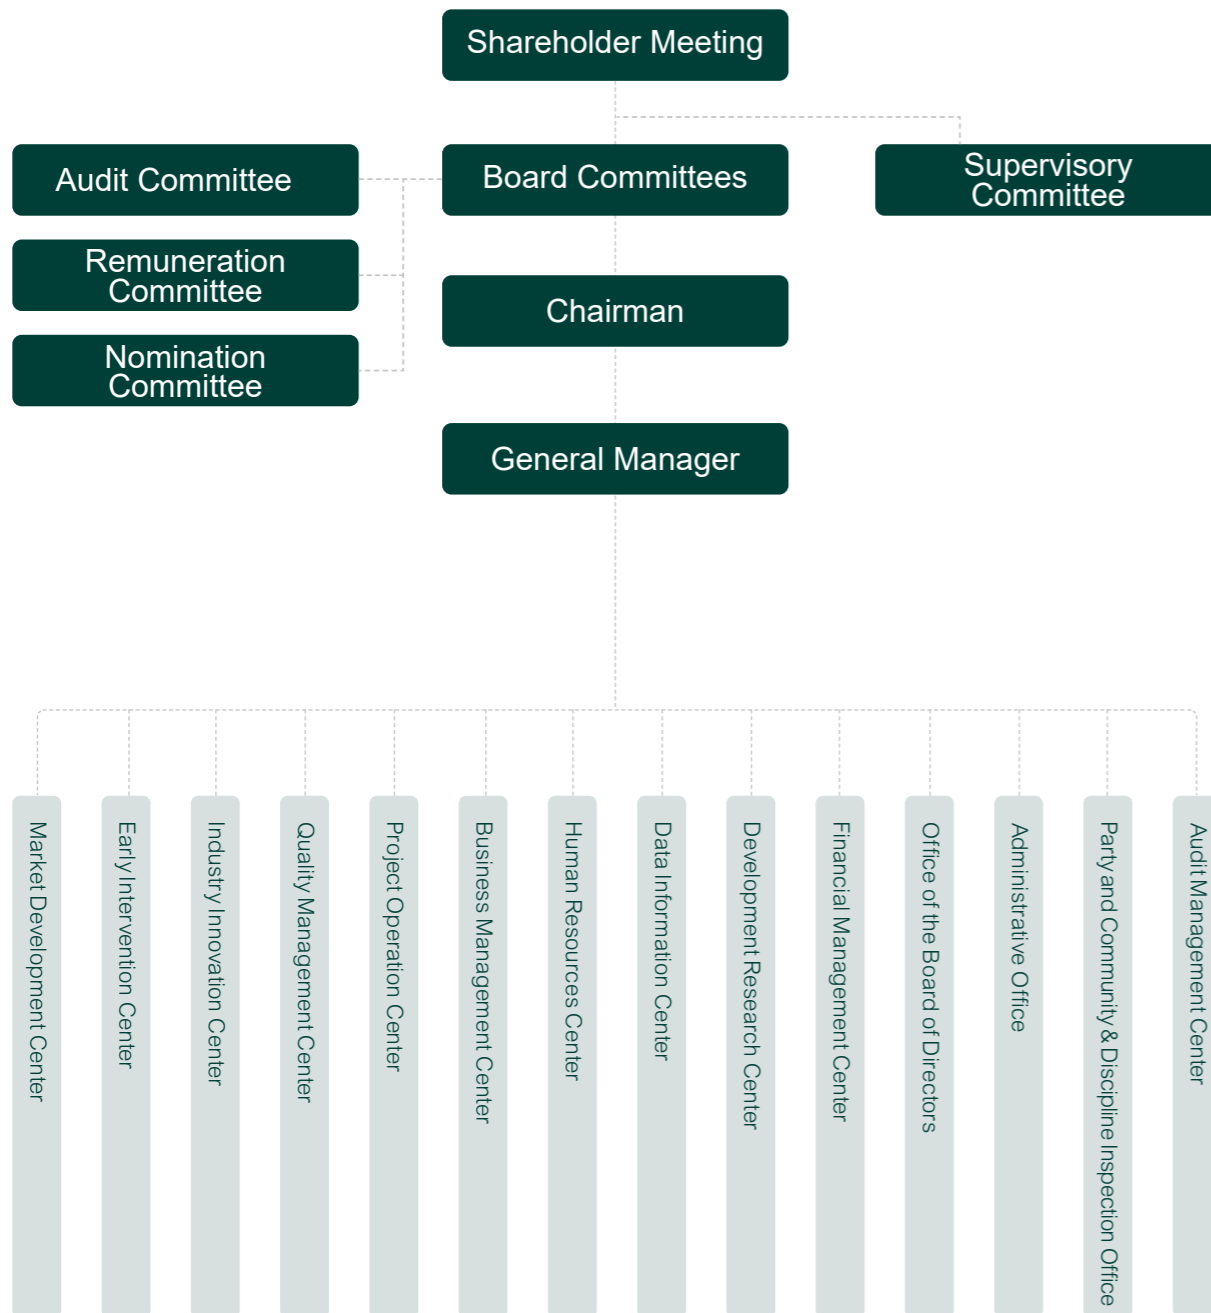 Shareholder Meeting
Audit Committee
Board Committees
Supervisory
Committee
Remuneration
Committee
Chairman
Nomination
Committee
General Manager
Market Development Center
Early Intervention Center
Industry Innovation Center
Quality Management Center
Project Operation Center
Business Management Center
Human Resources Center
Data Information Center
Development Research Center
Financial Management Center
Office of the Board of Directors
Administrative Office
Party and Community & Discipline Inspection Office
Audit Management Center